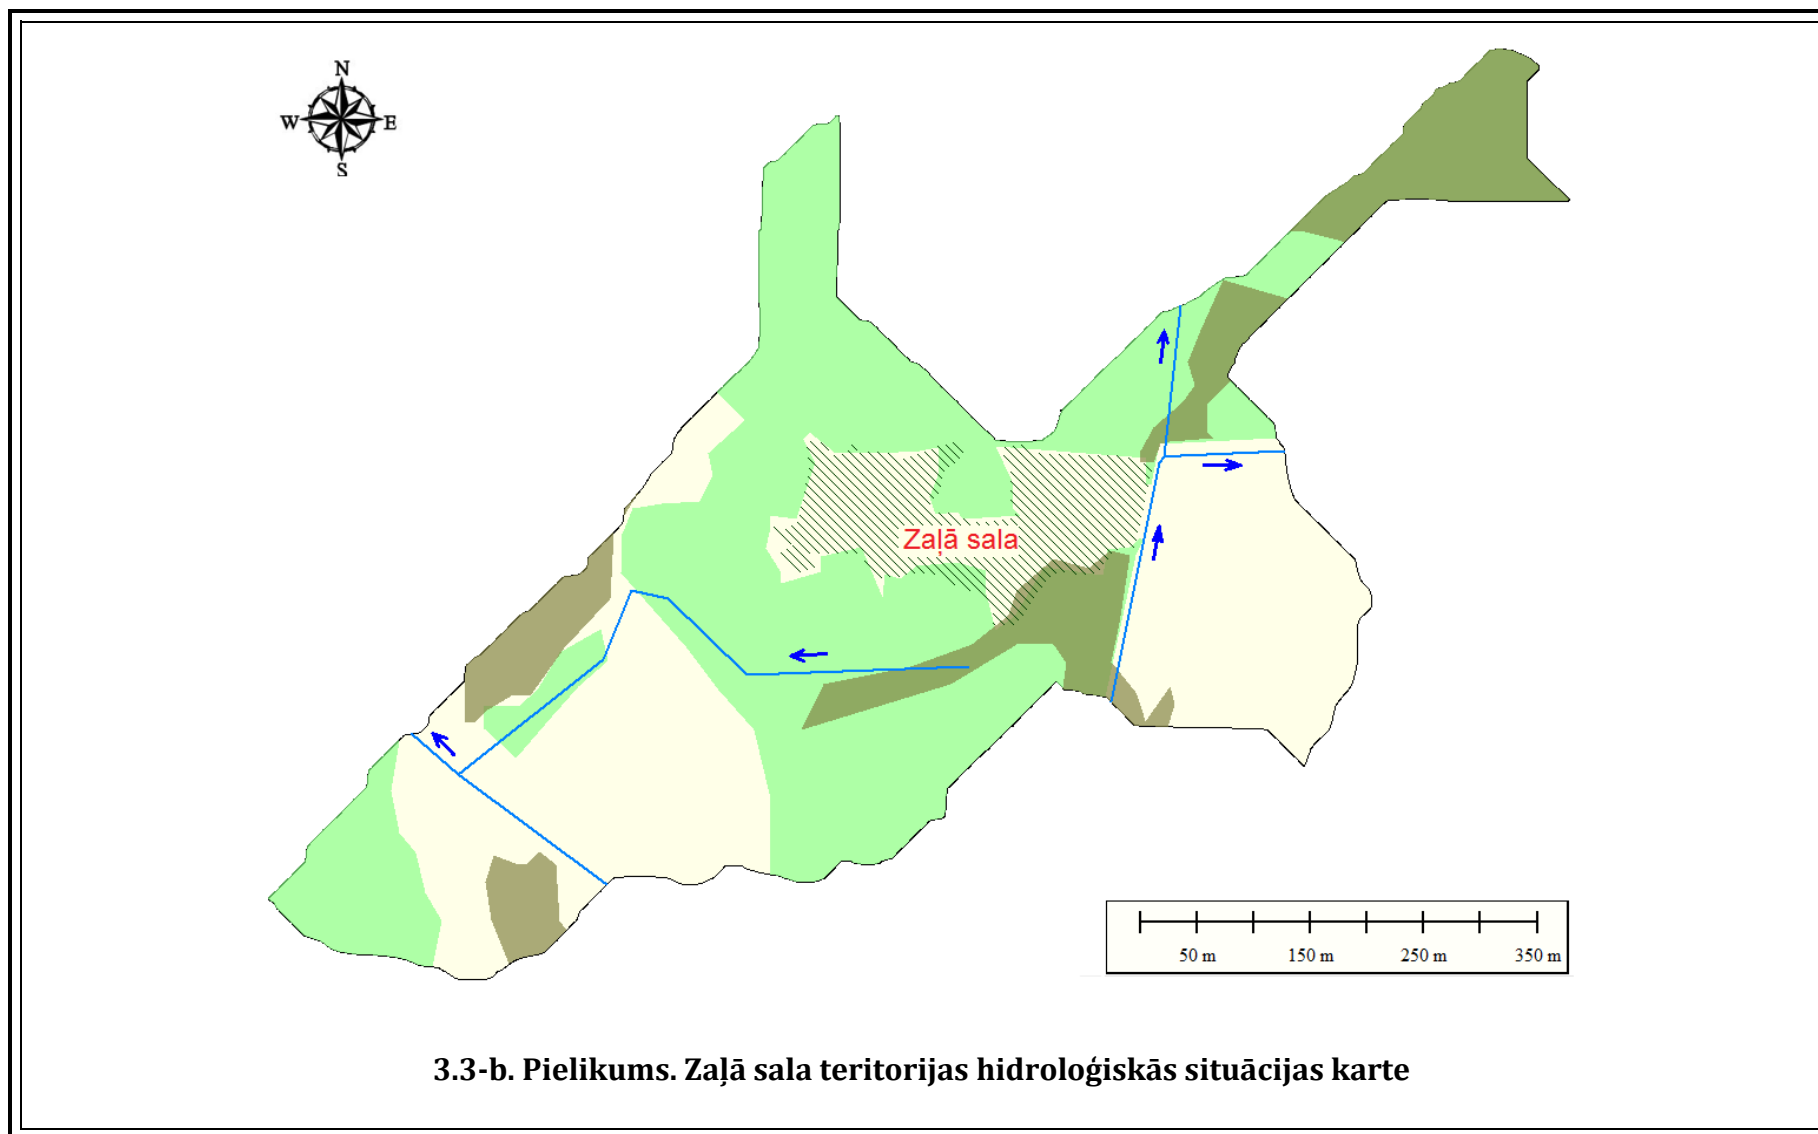 N
W E
S
Zaļā sala
50 m 150 m 250 m 350 m
3.3-b. Pielikums. Zaļā sala teritorijas hidroloģiskās situācijas karte